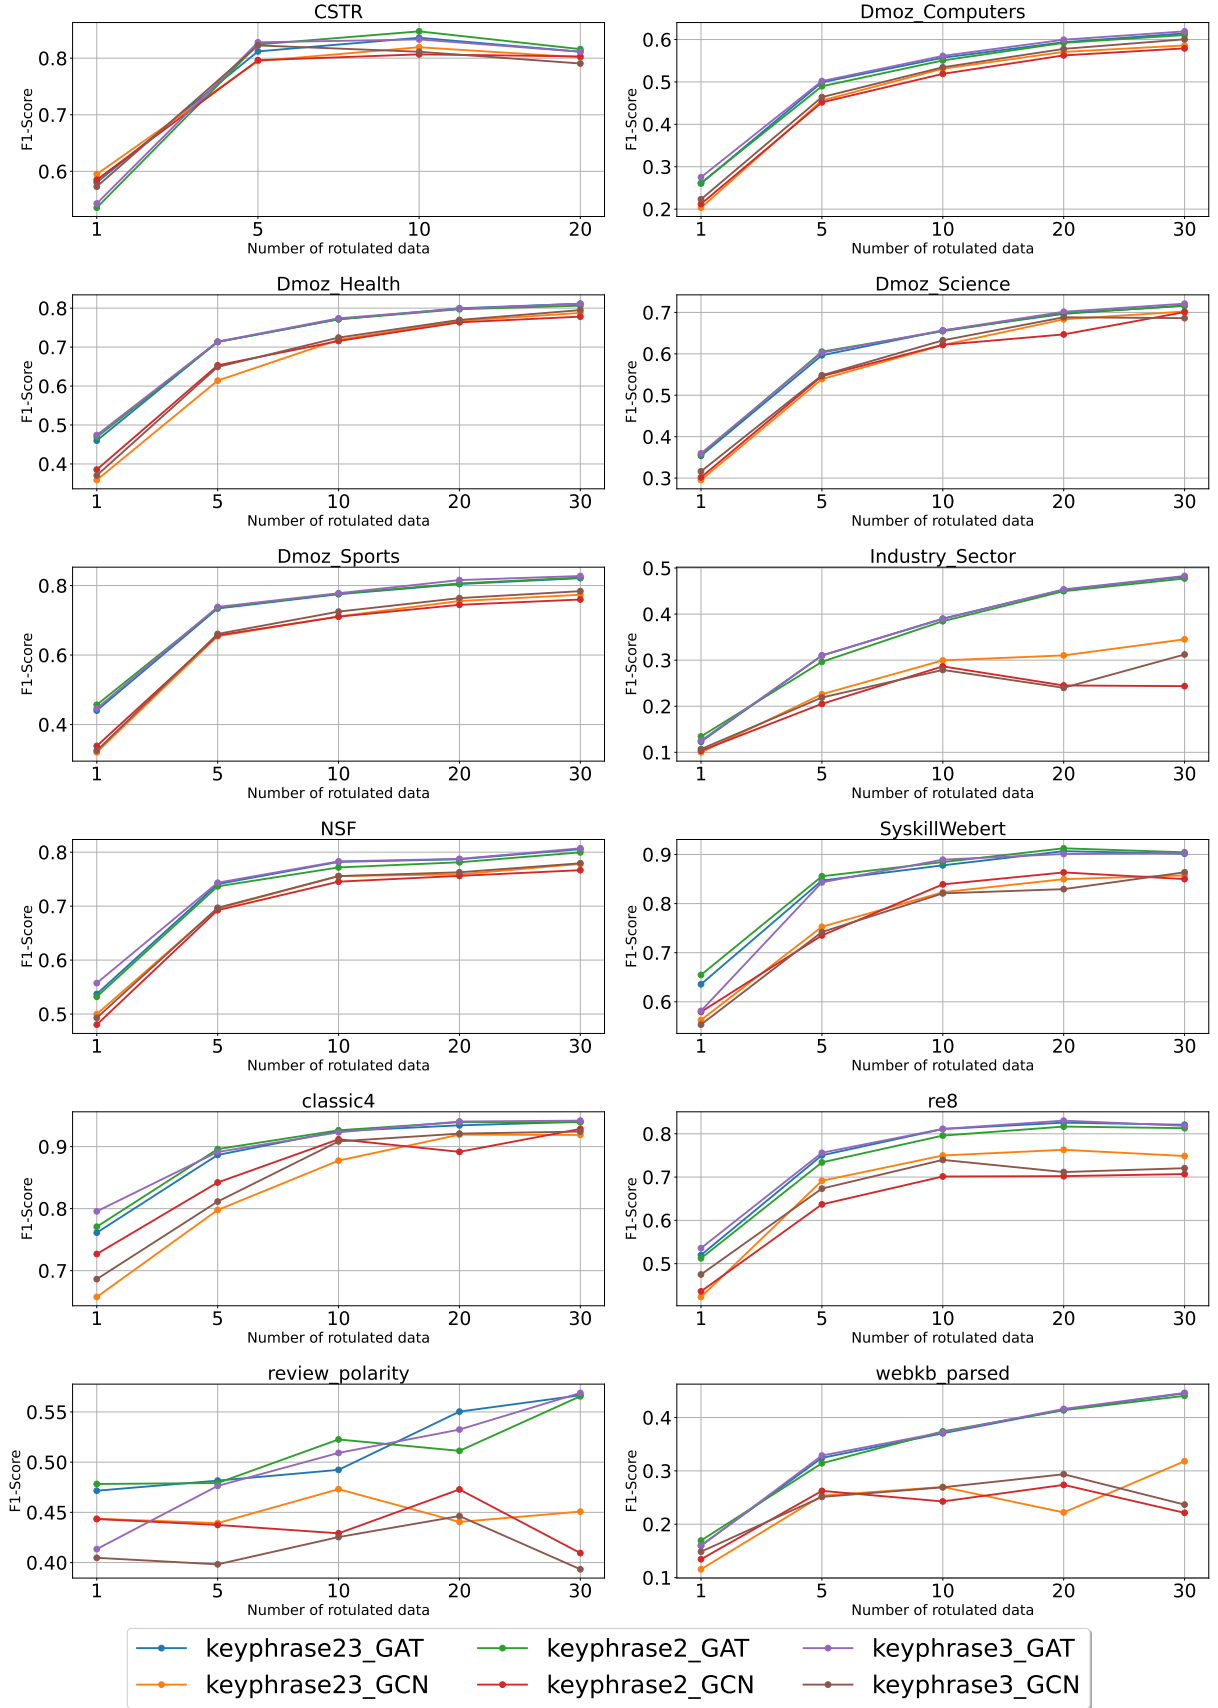 CSTR
F1-Score
0.8
0.7
0.6
1 5 10 20
Number of rotulated data
Dmoz_Computers
F1-Score
0.6
0.5
0.4
0.3
0.2
1 5 10 20 30
Number of rotulated data
Dmoz_Health
F1-Score
0.8
0.7
0.6
0.5
0.4
1 5 10 20 30
Number of rotulated data
Dmoz_Science
F1-Score
0.7
0.6
0.5
0.4
0.3
1 5 10 20 30
Number of rotulated data
Dmoz_Sports
F1-Score
0.8
0.6
0.4
1 5 10 20 30
Number of rotulated data
Industry_Sector
F1-Score
0.5
0.4
0.3
0.2
0.1
1 5 10 20 30
Number of rotulated data
NSF
F1-Score
0.8
0.7
0.6
0.5
1 5 10 20 30
Number of rotulated data
SyskillWebert
F1-Score
0.9
0.8
0.7
0.6
1 5 10 20 30
Number of rotulated data
classic4
F1-Score
0.9
0.8
0.7
1 5 10 20 30
Number of rotulated data
re8
F1-Score
0.8
0.7
0.6
0.5
1 5 10 20 30
Number of rotulated data
review_polarity
F1-Score
0.55
0.50
0.45
0.40
1 5 10 20 30
Number of rotulated data
webkb_parsed
F1-Score
0.4
0.3
0.2
0.1
1 5 10 20 30
Number of rotulated data
keyphrase23_GAT keyphrase2_GAT keyphrase3_GAT
keyphrase23_GCN keyphrase2_GCN keyphrase3_GCN